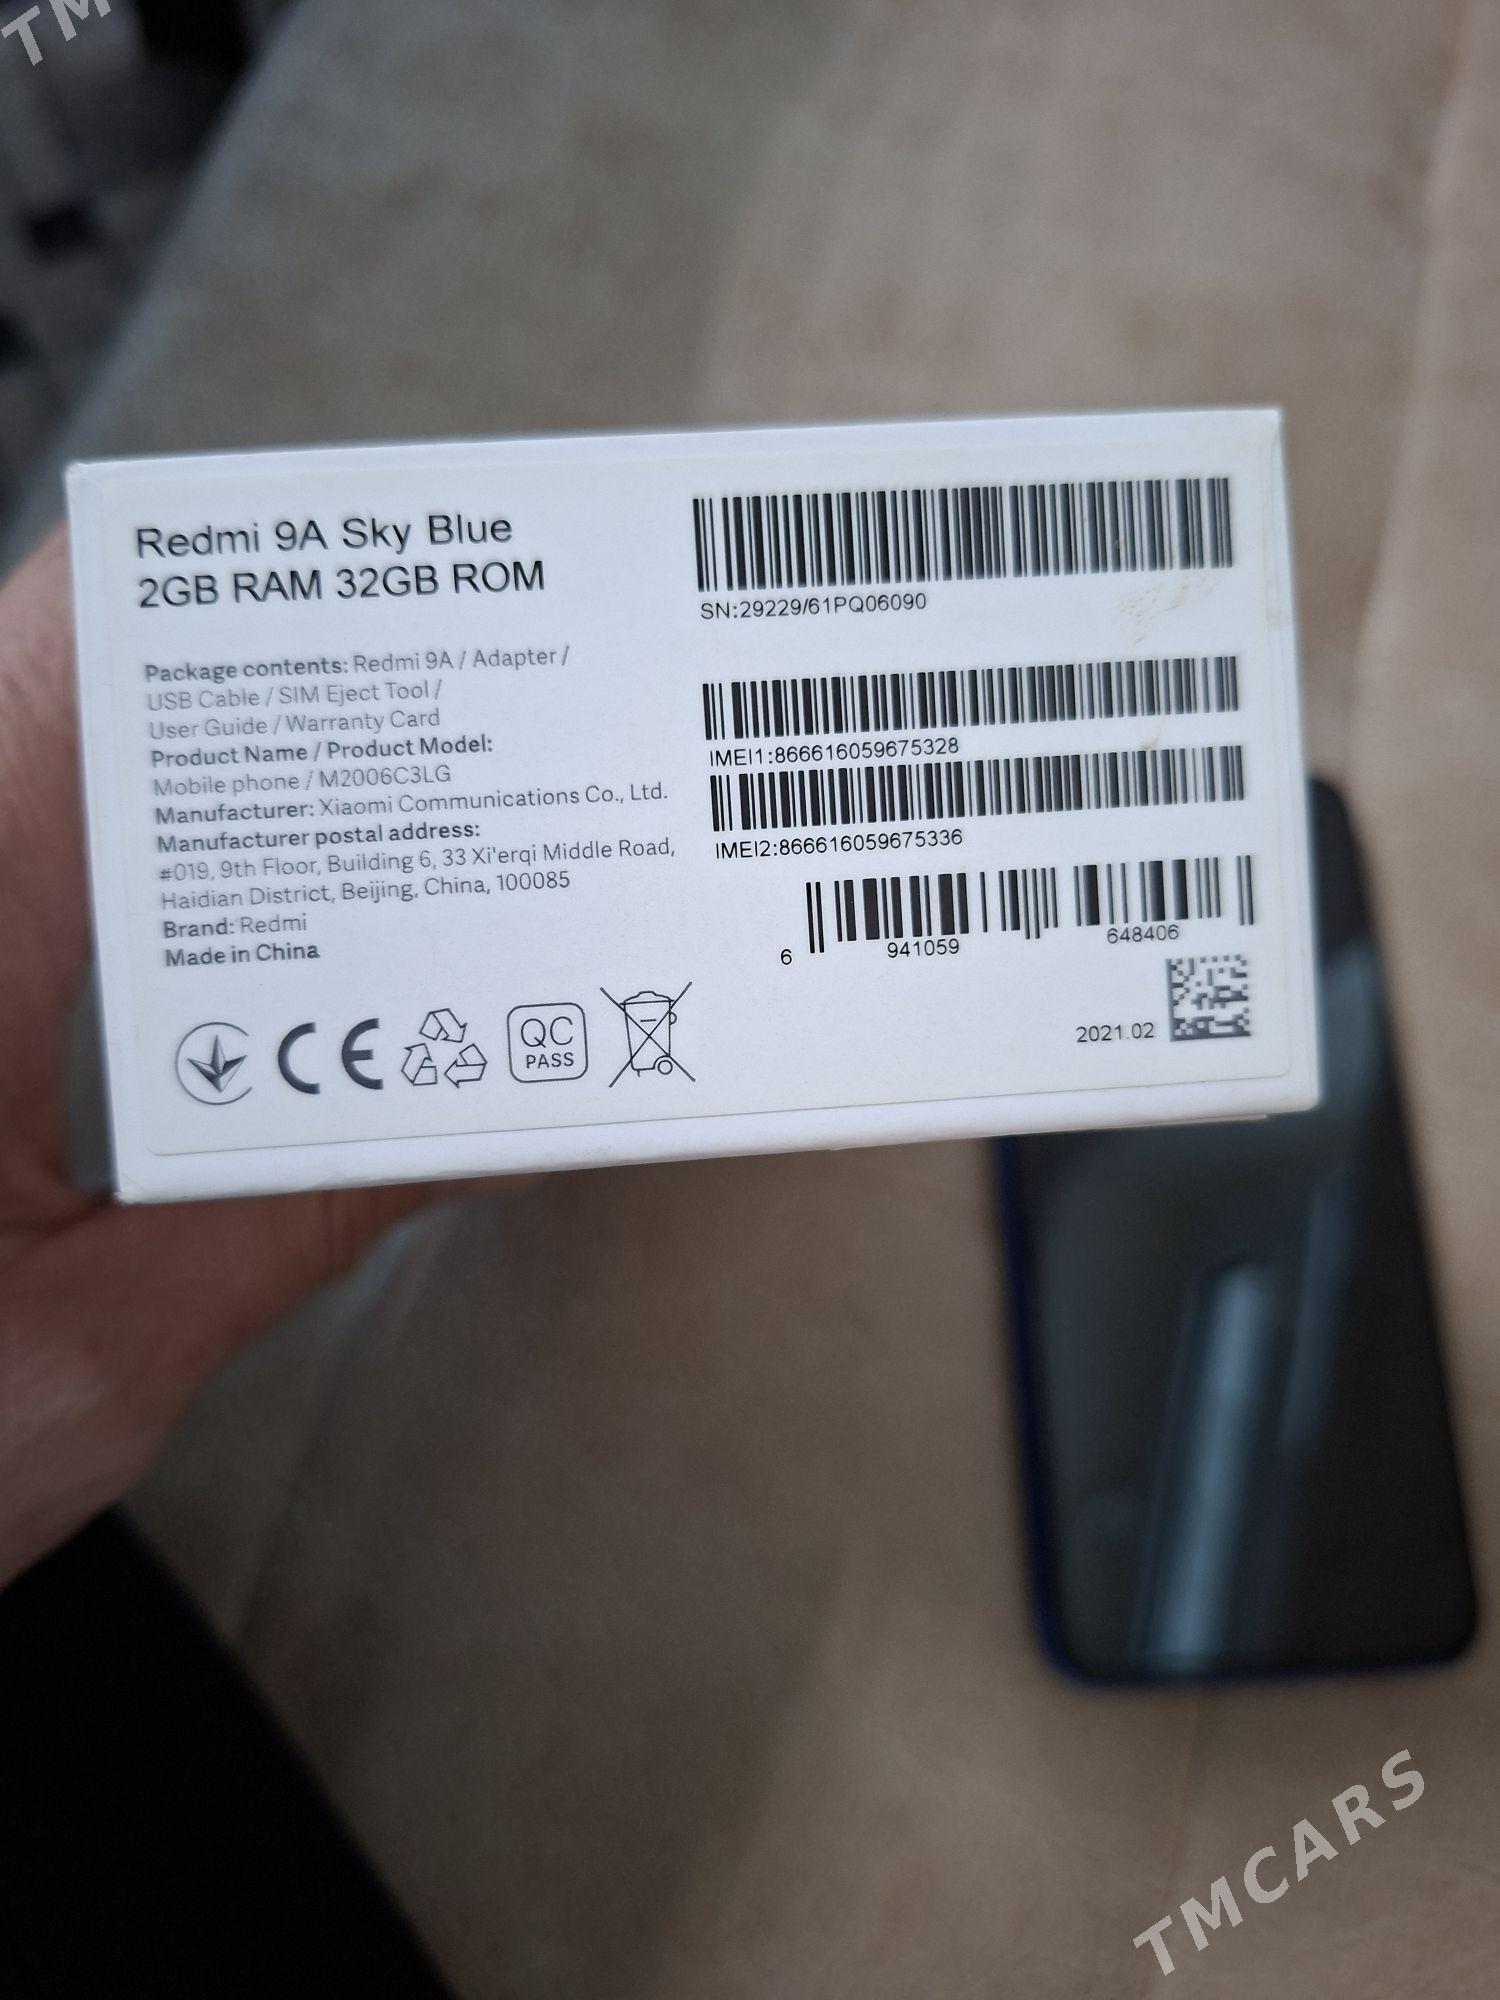 TM
Redmi 9A Sky Blue
2GB RAM 32GB ROM
Package contents: Redmi 9A / Adapter /
USB Cable / SIM Eject Tool /
User Guide / Warranty Card
Product Name / Product Model:
Mobile phone / M2006C3LG
Manufacturer: Xiaomi Communications Co., Ltd.
Manufacturer postal address:
#019, 9th Floor, Building 6, 33 Xi'erqi Middle Road,
Haidian District, Beijing, China, 100085
Brand: Redmi
Made in China
CE
QC
PASS
SN:29229/61PQ06090
IMEI1:866616059675328
IMEI2:866616059675336
6 941059 648406
2021.02
TMCARS